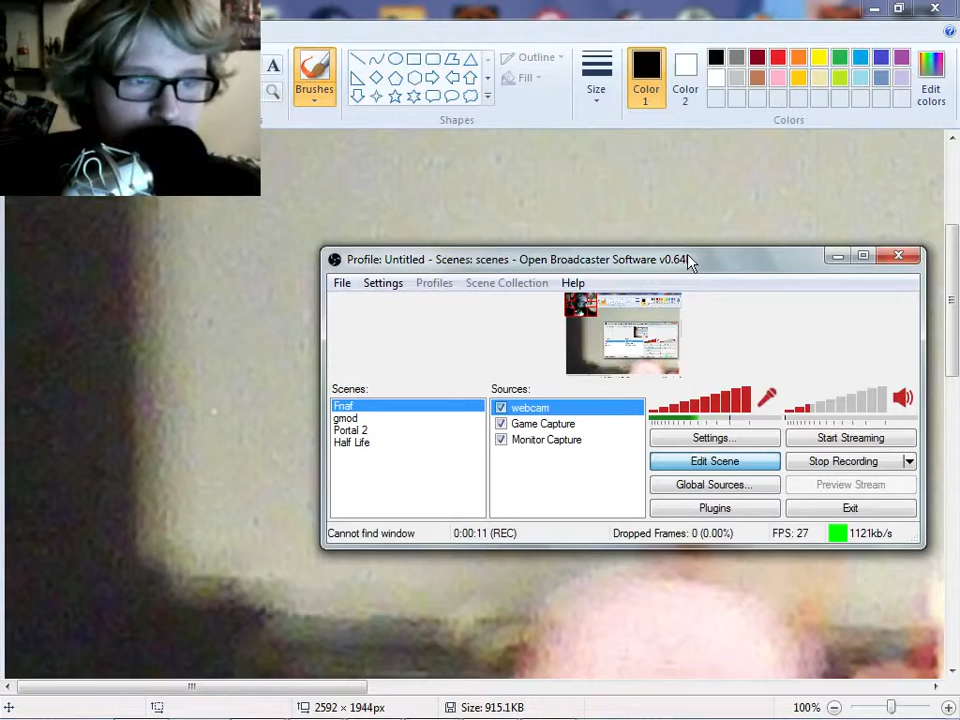 A
Brushes
Outline
Fill
Shapes
Size
Color 1
Color 2
Edit colors
Colors
Profile: Untitled - Scenes: scenes - Open Broadcaster Software v0.64
File Settings Profiles Scene Collection Help
Scenes:
Fnaf
gmod
Portal 2
Half Life
Sources:
webcam
Game Capture
Monitor Capture
Settings... Start Streaming
Edit Scene Stop Recording
Global Sources... Preview Stream
Plugins Exit
Cannot find window 0:00:11 (REC) Dropped Frames: 0 (0.00%) FPS: 27 1121kb/s
2592 × 1944px Size: 915.1KB 100%